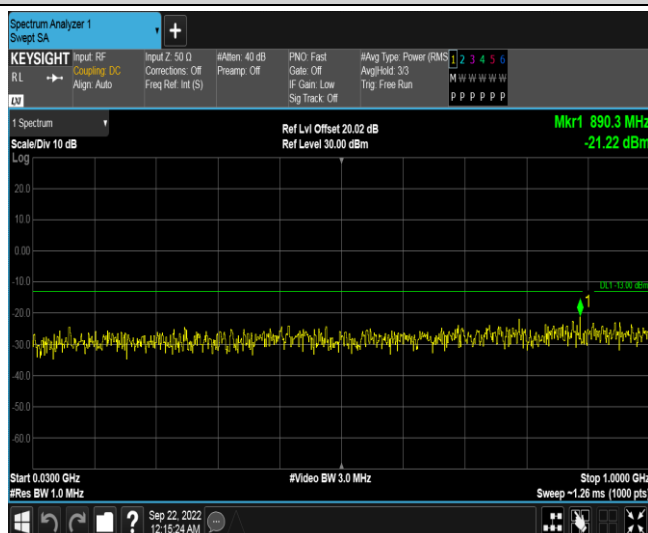 Spectrum Analyzer 1
Swept SA
+
KEYSIGHT
RL
LXI
Input: RF
Coupling: DC
Align: Auto
Input Z: 50 Ω
Corrections: Off
Freq Ref: Int (S)
#Atten: 40 dB
Preamp: Off
PNO: Fast
Gate: Off
IF Gain: Low
Sig Track: Off
#Avg Type: Power (RMS
Avg|Hold: 3/3
Trig: Free Run
1 2 3 4 5 6
M W W W W W
P P P P P P
1 Spectrum
Scale/Div 10 dB
Log
Ref Lvl Offset 20.02 dB
Ref Level 30.00 dBm
Mkr1 890.3 MHz
-21.22 dBm
20.0
10.0
0.00
-10.0
DL1 -13.00 dBm
1
-20.0
-30.0
-40.0
-50.0
-60.0
Start 0.0300 GHz
#Res BW 1.0 MHz
#Video BW 3.0 MHz
Stop 1.0000 GHz
Sweep ~1.26 ms (1000 pts)
?
Sep 22, 2022
12:15:24 AM